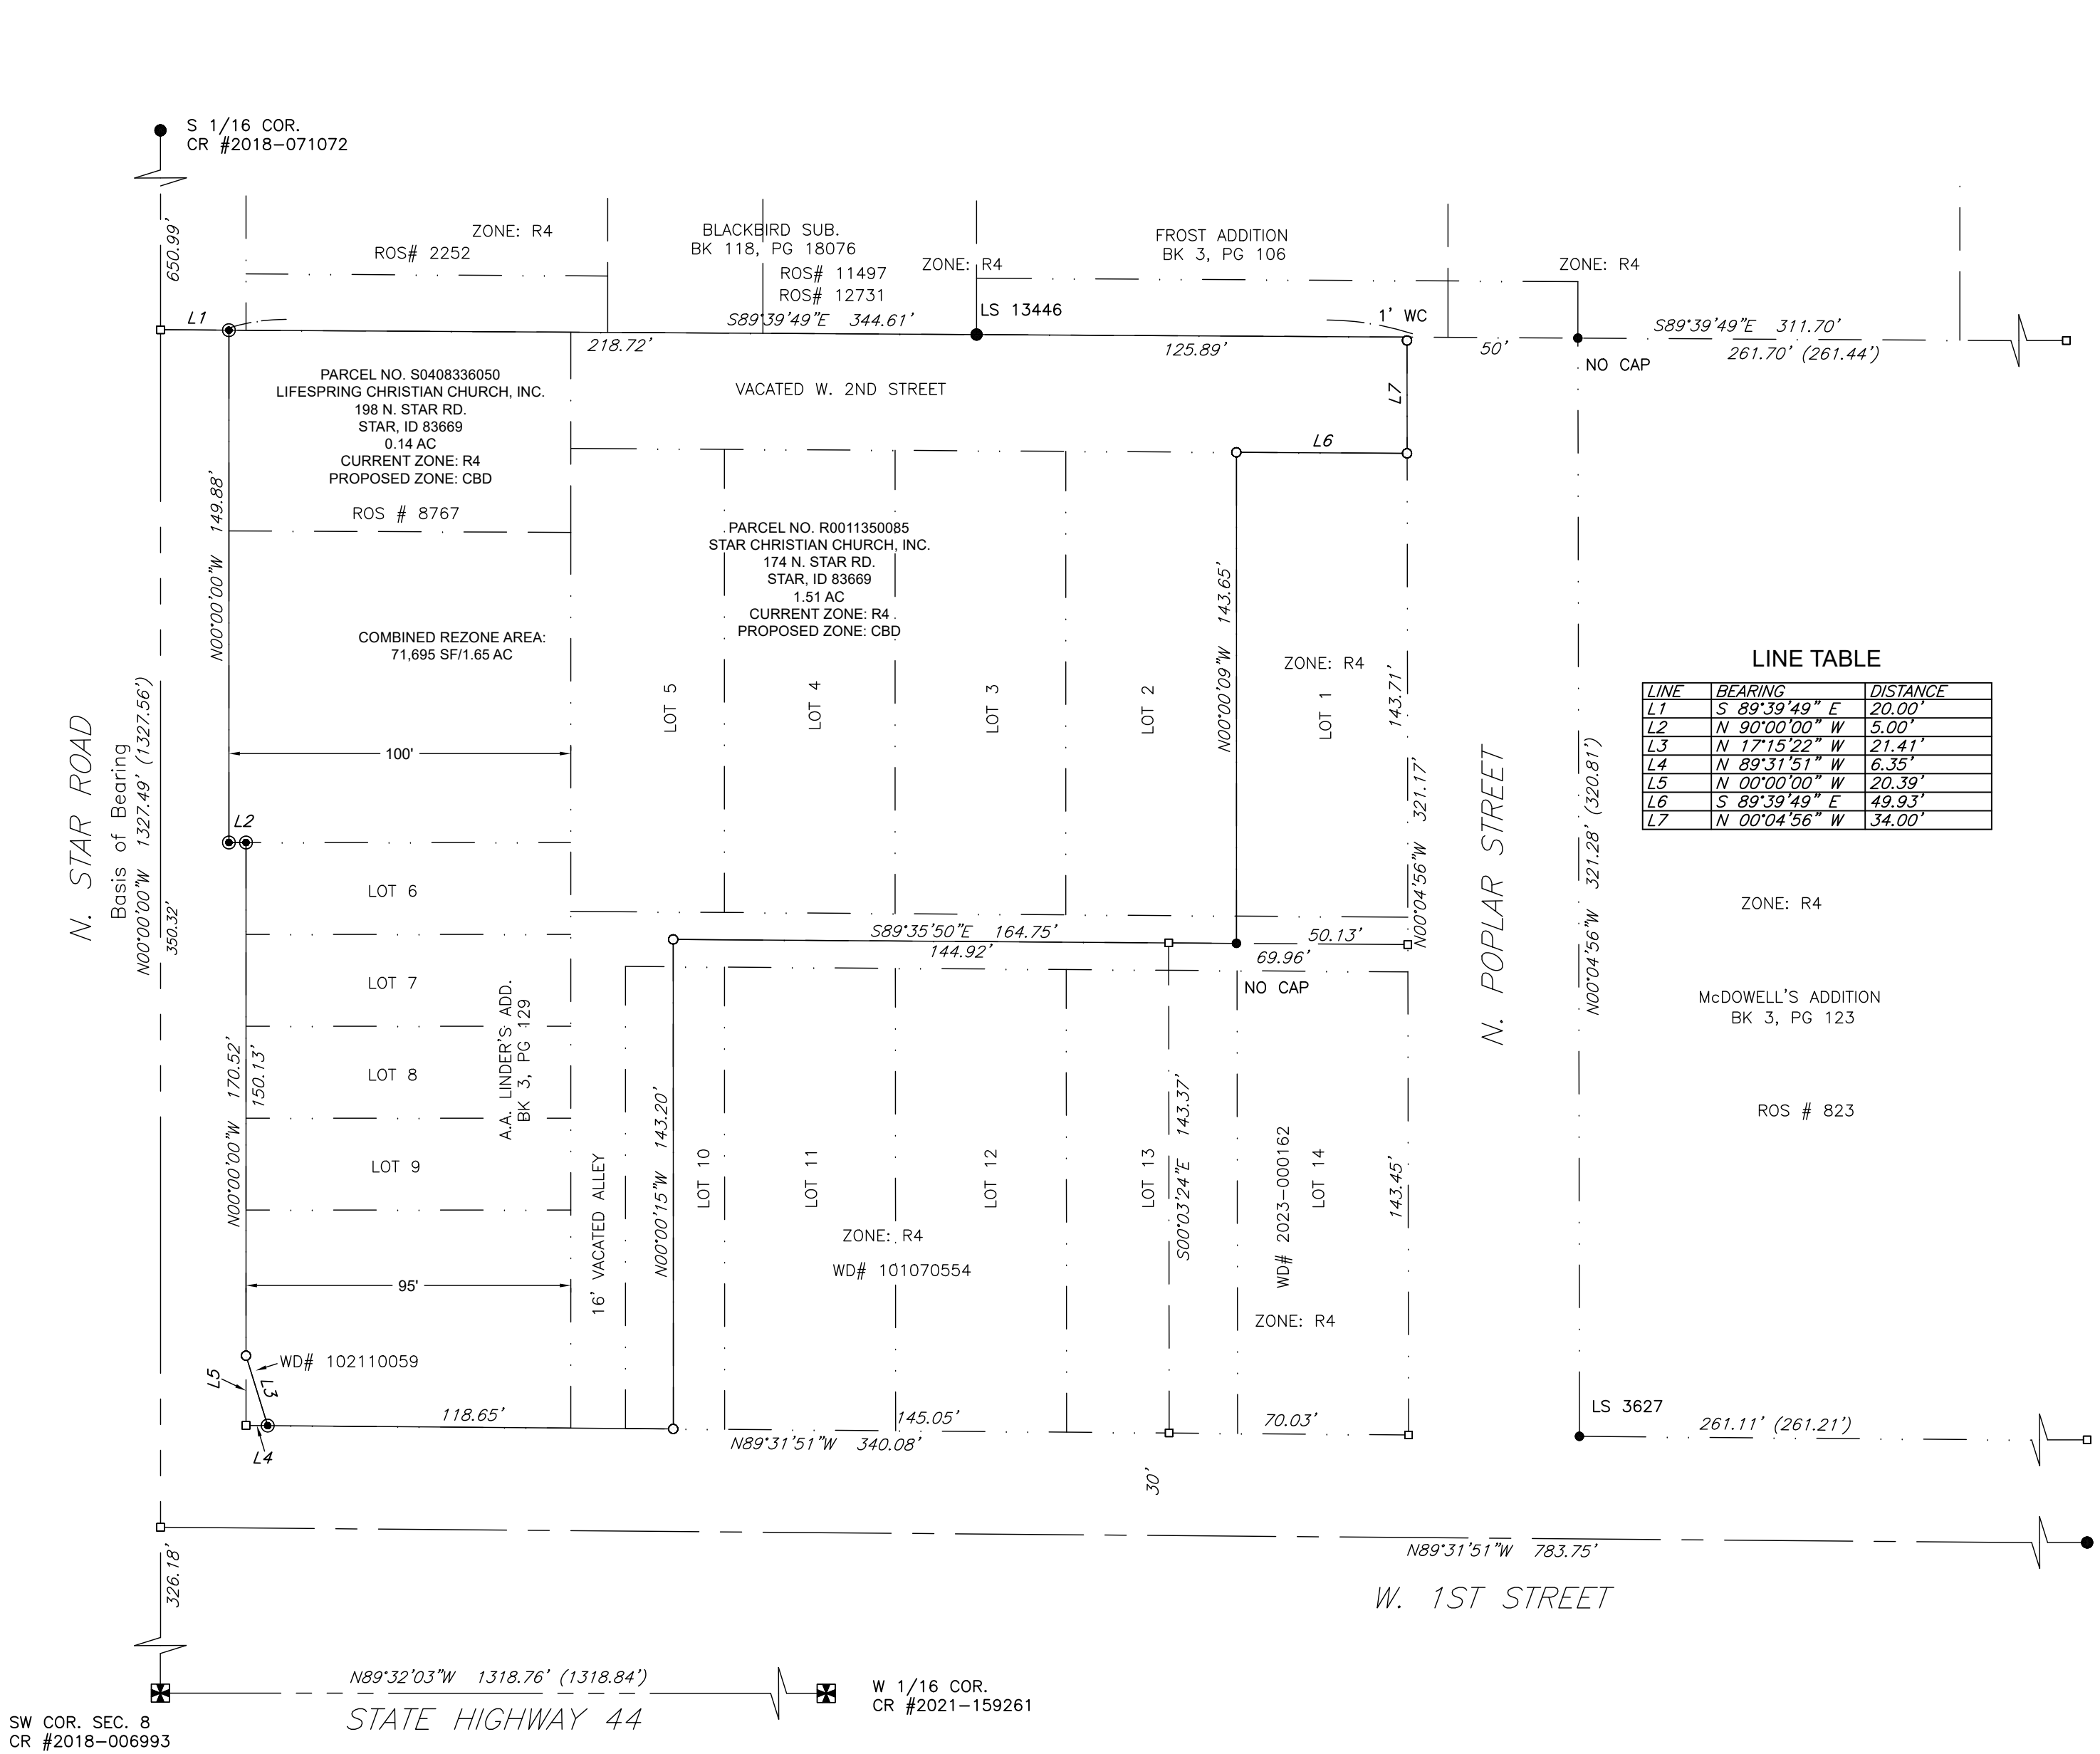 S 1/16 COR.
CR #2018-071072
650.99'
ZONE: R4
ROS# 2252
BLACKBIRD SUB.
BK 118, PG 18076
ROS# 11497
ROS# 12731
ZONE: R4
FROST ADDITION
BK 3, PG 106
ZONE: R4
L1
S89°39'49"E 344.61'
LS 13446
1' WC
218.72'
125.89'
50'
S89°39'49"E 311.70'
261.70' (261.44')
NO CAP
PARCEL NO. S0408336050
LIFESPRING CHRISTIAN CHURCH, INC.
198 N. STAR RD.
STAR, ID 83669
0.14 AC
CURRENT ZONE: R4
PROPOSED ZONE: CBD
ROS # 8767
VACATED W. 2ND STREET
L7
L6
N00°00'00"W 149.88'
PARCEL NO. R0011350085
STAR CHRISTIAN CHURCH, INC.
174 N. STAR RD.
STAR, ID 83669
1.51 AC
CURRENT ZONE: R4
PROPOSED ZONE: CBD
COMBINED REZONE AREA:
71,695 SF/1.65 AC
LOT 5
LOT 4
LOT 3
LOT 2
N00°00'09"W 143.65'
ZONE: R4
LOT 1
143.71'
N00°04'56"W 321.17'
N. POPLAR STREET
N00°04'56"W 321.28' (320.81')
LINE TABLE
LINE BEARING DISTANCE
L1 S 89°39'49" E 20.00'
L2 N 90°00'00" W 5.00'
L3 N 17°15'22" W 21.41'
L4 N 89°31'51" W 6.35'
L5 N 00°00'00" W 20.39'
L6 S 89°39'49" E 49.93'
L7 N 00°04'56" W 34.00'
N. STAR ROAD
Basis of Bearing
N00°00'00"W 1327.49' (1327.56')
350.32'
100'
L2
LOT 6
LOT 7
LOT 8
LOT 9
A.A. LINDER'S ADD.
BK 3, PG 129
S89°35'50"E 164.75'
144.92'
50.13'
69.96'
NO CAP
ZONE: R4
McDOWELL'S ADDITION
BK 3, PG 123
ROS # 823
N00°00'00"W 170.52'
150.13'
95'
16' VACATED ALLEY
N00°00'15"W 143.20'
LOT 10
LOT 11
LOT 12
LOT 13
S00°03'24"E 143.37'
WD# 2023-000162
LOT 14
143.45'
ZONE: R4
WD# 101070554
ZONE: R4
WD# 102110059
L5
L3
L4
118.65'
145.05'
70.03'
N89°31'51"W 340.08'
30'
LS 3627
261.11' (261.21')
N89°31'51"W 783.75'
W. 1ST STREET
326.18'
N89°32'03"W 1318.76' (1318.84')
STATE HIGHWAY 44
W 1/16 COR.
CR #2021-159261
SW COR. SEC. 8
CR #2018-006993